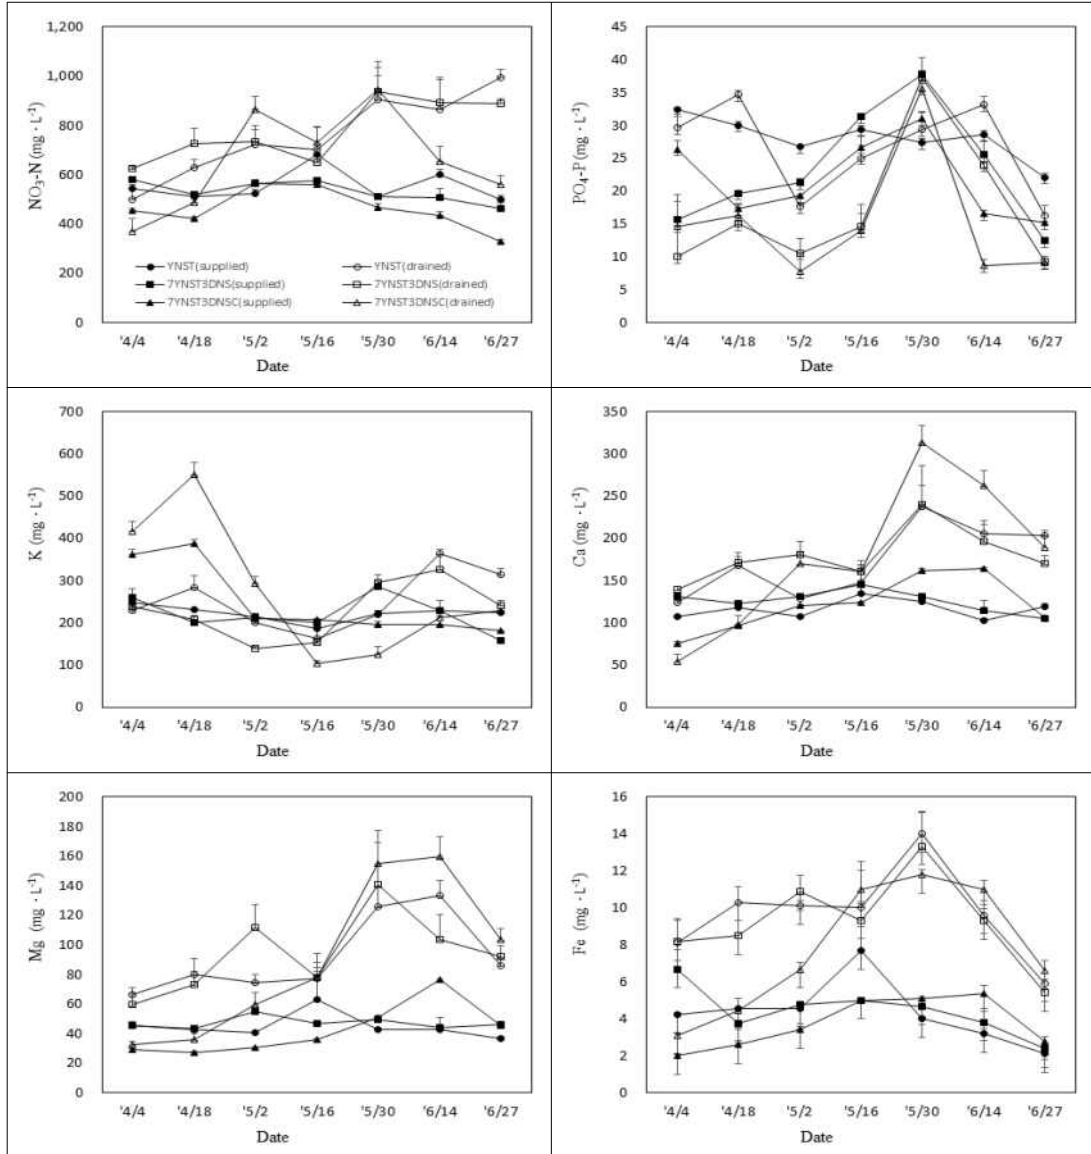 1,200
1,000
800
600
400
200
0
NO3-N (mg · L-1)
YNST(supplied) YNST(drained)
7YNST3DNS(supplied) 7YNST3DNS(drained)
7YNST3DNSC(supplied) 7YNST3DNSC(drained)
'4/4 '4/18 '5/2 '5/16 '5/30 '6/14 '6/27
Date
45
40
35
30
25
20
15
10
5
0
PO4-P (mg · L-1)
'4/4 '4/18 '5/2 '5/16 '5/30 '6/14 '6/27
Date
700
600
500
400
300
200
100
0
K (mg · L-1)
'4/4 '4/18 '5/2 '5/16 '5/30 '6/14 '6/27
Date
350
300
250
200
150
100
50
0
Ca (mg · L-1)
'4/4 '4/18 '5/2 '5/16 '5/30 '6/14 '6/27
Date
200
180
160
140
120
100
80
60
40
20
0
Mg (mg · L-1)
'4/4 '4/18 '5/2 '5/16 '5/30 '6/14 '6/27
Date
16
14
12
10
8
6
4
2
0
Fe (mg · L-1)
'4/4 '4/18 '5/2 '5/16 '5/30 '6/14 '6/27
Date